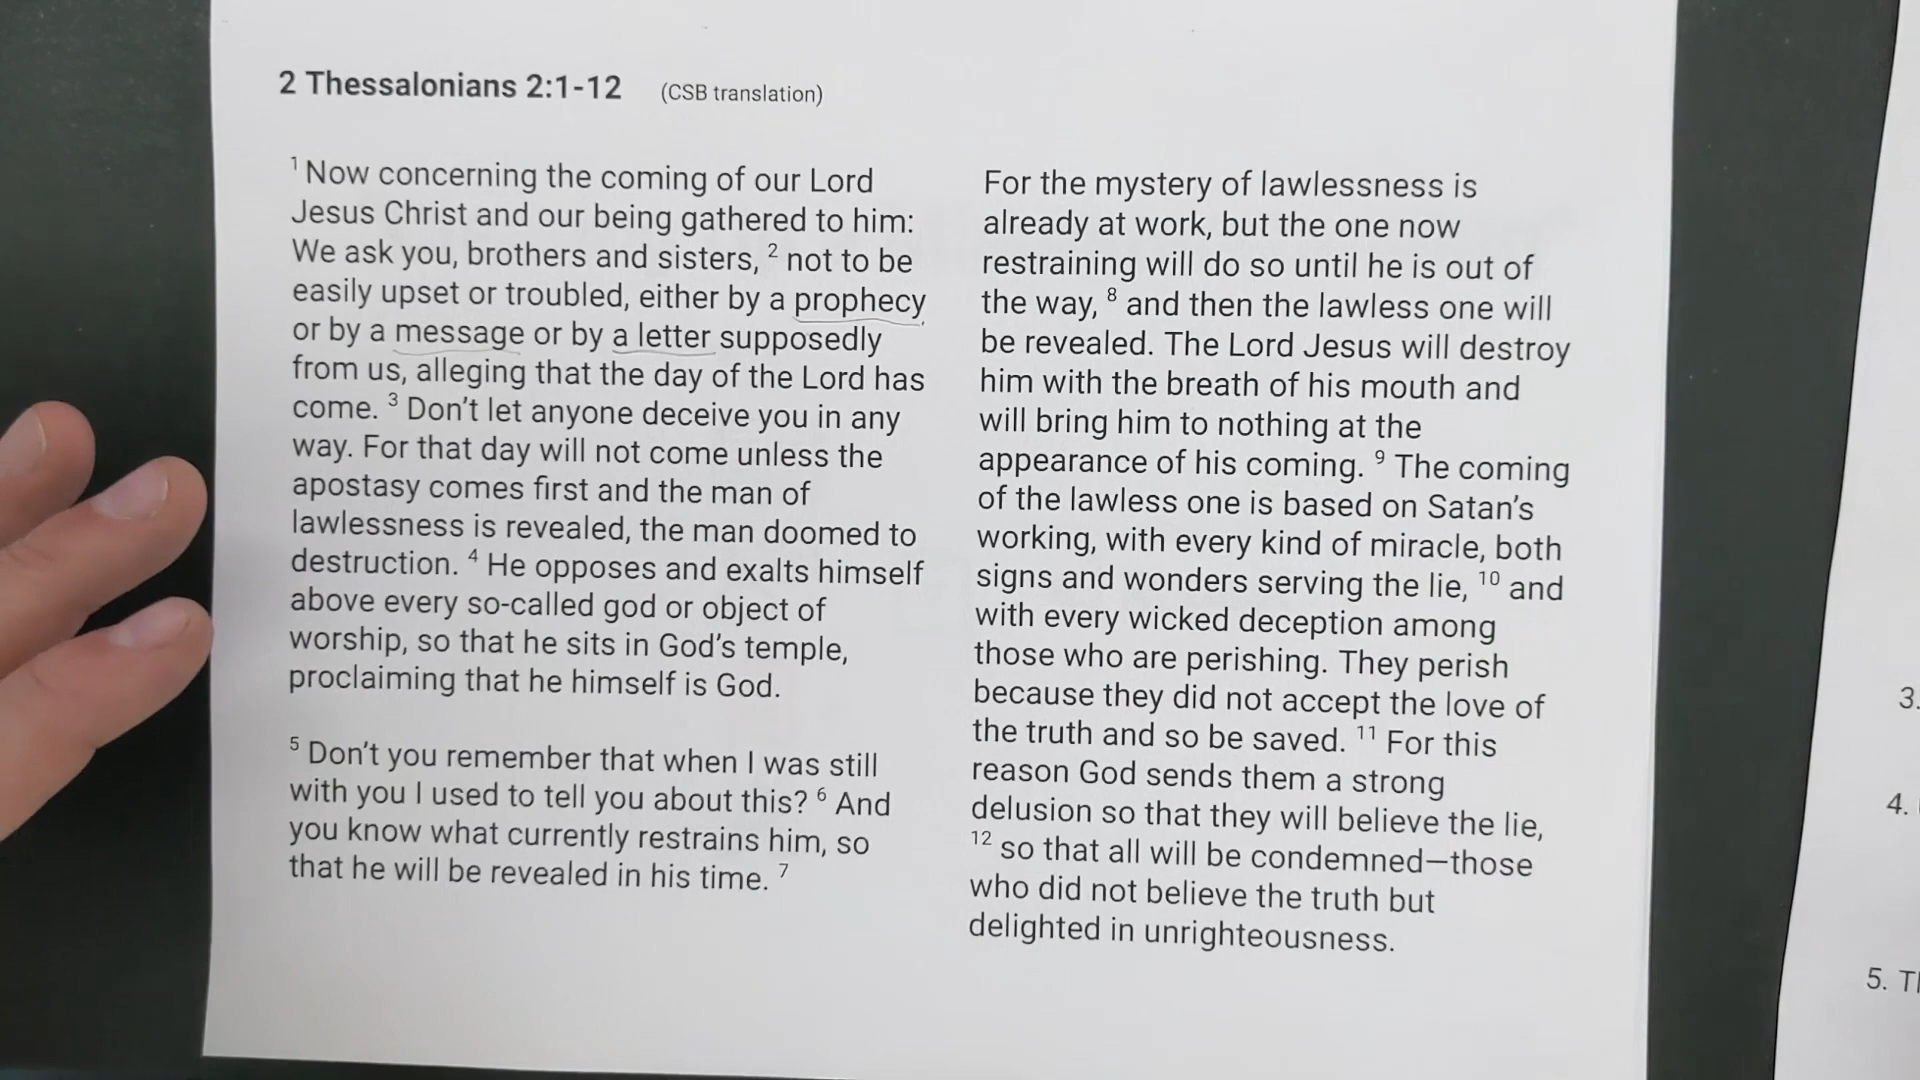 2 Thessalonians 2:1-12 (CSB translation)
1 Now concerning the coming of our Lord
Jesus Christ and our being gathered to him:
We ask you, brothers and sisters, 2 not to be
easily upset or troubled, either by a prophecy
or by a message or by a letter supposedly
from us, alleging that the day of the Lord has
come. 3 Don't let anyone deceive you in any
way. For that day will not come unless the
apostasy comes first and the man of
lawlessness is revealed, the man doomed to
destruction. 4 He opposes and exalts himself
above every so-called god or object of
worship, so that he sits in God's temple,
proclaiming that he himself is God.
5 Don't you remember that when I was still
with you I used to tell you about this? 6 And
you know what currently restrains him, so
that he will be revealed in his time. 7
For the mystery of lawlessness is
already at work, but the one now
restraining will do so until he is out of
the way, 8 and then the lawless one will
be revealed. The Lord Jesus will destroy
him with the breath of his mouth and
will bring him to nothing at the
appearance of his coming. 9 The coming
of the lawless one is based on Satan's
working, with every kind of miracle, both
signs and wonders serving the lie, 10 and
with every wicked deception among
those who are perishing. They perish
because they did not accept the love of
the truth and so be saved. 11 For this
reason God sends them a strong
delusion so that they will believe the lie,
12 so that all will be condemned—those
who did not believe the truth but
delighted in unrighteousness.
3.
4.
5.